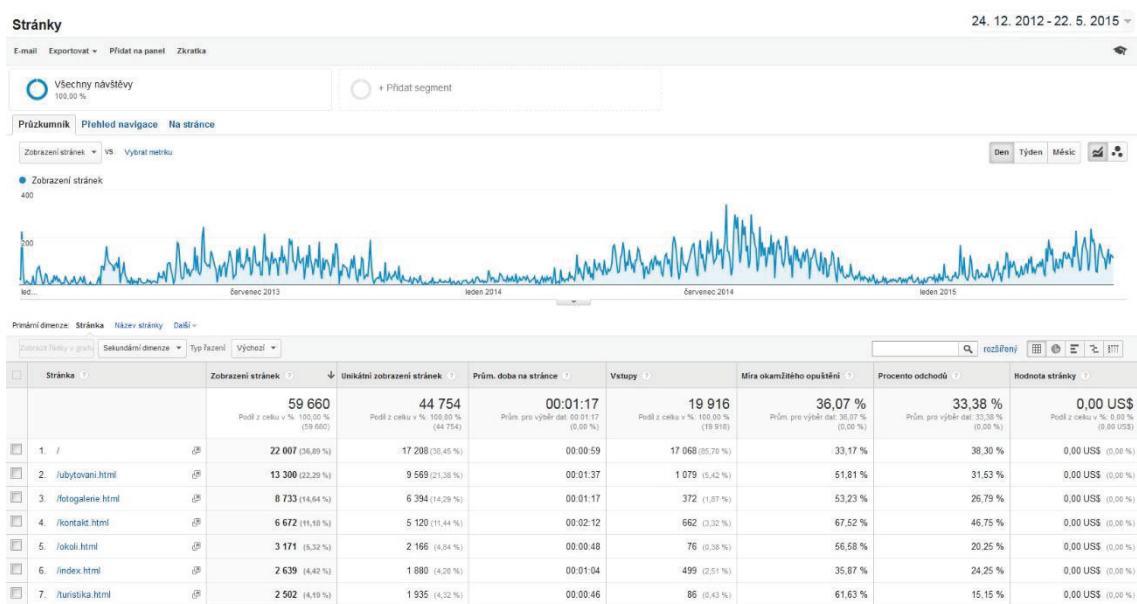 Stránky
24. 12. 2012 - 22. 5. 2015
E-mail Exportovat Přidat na panel Zkratka
Všechny návštěvy
100,00 %
+ Přidat segment
Průzkumník Přehled navigace Na stránce
Zobrazení stránek VS. Vybrat metriku
Den Týden Měsíc
Zobrazení stránek
400
200
led... červenec 2013 leden 2014 červenec 2014 leden 2015
Primární dimenze: Stránka Název stránky Další
Zobrazit řádky v grafu Sekundární dimenze Typ řazení Výchozí rozšířený
Stránka Zobrazení stránek Unikátní zobrazení stránek Prům. doba na stránce Vstupy Míra okamžitého opuštění Procento odchodů Hodnota stránky
59 660 44 754 00:01:17 19 916 36,07 % 33,38 % 0,00 US$
Podíl z celku v %: 100,00 % Podíl z celku v %: 100,00 % Prům. pro výběr dat: 00:01:17 Podíl z celku v %: 100,00 % Prům. pro výběr dat: 36,07 % Prům. pro výběr dat: 33,38 % Podíl z celku v %: 0,00 %
(59 660) (44 754) (0,00 %) (19 916) (0,00 %) (0,00 %) (0,00 US$)
1. / 22 007 (36,89 %) 17 208 (38,45 %) 00:00:59 17 068 (85,70 %) 33,17 % 38,30 % 0,00 US$ (0,00 %)
2. /ubytovani.html 13 300 (22,29 %) 9 569 (21,38 %) 00:01:37 1 079 (5,42 %) 51,81 % 31,53 % 0,00 US$ (0,00 %)
3. /fotogalerie.html 8 733 (14,64 %) 6 394 (14,29 %) 00:01:17 372 (1,87 %) 53,23 % 26,79 % 0,00 US$ (0,00 %)
4. /kontakt.html 6 672 (11,18 %) 5 120 (11,44 %) 00:02:12 662 (3,32 %) 67,52 % 46,75 % 0,00 US$ (0,00 %)
5. /okoli.html 3 171 (5,32 %) 2 166 (4,84 %) 00:00:48 76 (0,38 %) 56,58 % 20,25 % 0,00 US$ (0,00 %)
6. /index.html 2 639 (4,42 %) 1 880 (4,20 %) 00:01:04 499 (2,51 %) 35,87 % 24,25 % 0,00 US$ (0,00 %)
7. /turistika.html 2 502 (4,19 %) 1 935 (4,32 %) 00:00:46 86 (0,43 %) 61,63 % 15,15 % 0,00 US$ (0,00 %)